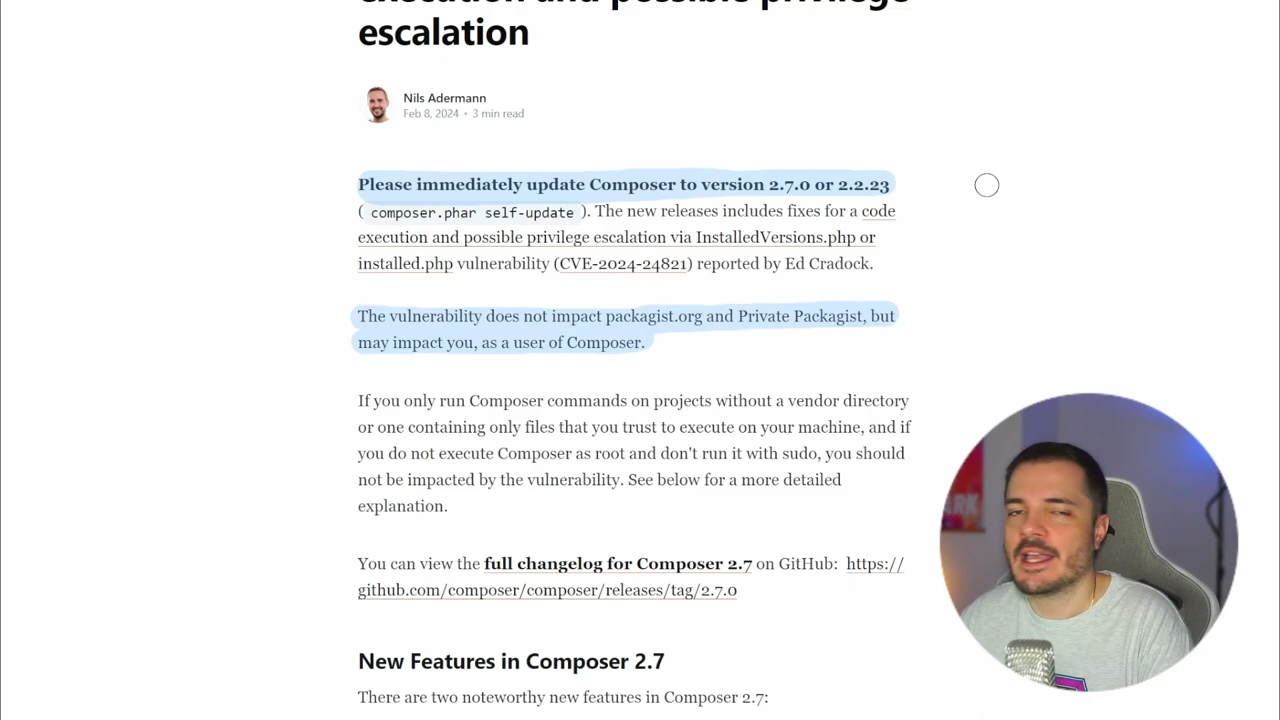 execution and possible privilege
escalation
Nils Adermann
Feb 8, 2024 • 3 min read
Please immediately update Composer to version 2.7.0 or 2.2.23
( composer.phar self-update ). The new releases includes fixes for a code
execution and possible privilege escalation via InstalledVersions.php or
installed.php vulnerability (CVE-2024-24821) reported by Ed Cradock.
The vulnerability does not impact packagist.org and Private Packagist, but
may impact you, as a user of Composer.
If you only run Composer commands on projects without a vendor directory
or one containing only files that you trust to execute on your machine, and if
you do not execute Composer as root and don't run it with sudo, you should
not be impacted by the vulnerability. See below for a more detailed
explanation.
You can view the full changelog for Composer 2.7 on GitHub: https://
github.com/composer/composer/releases/tag/2.7.0
New Features in Composer 2.7
There are two noteworthy new features in Composer 2.7: